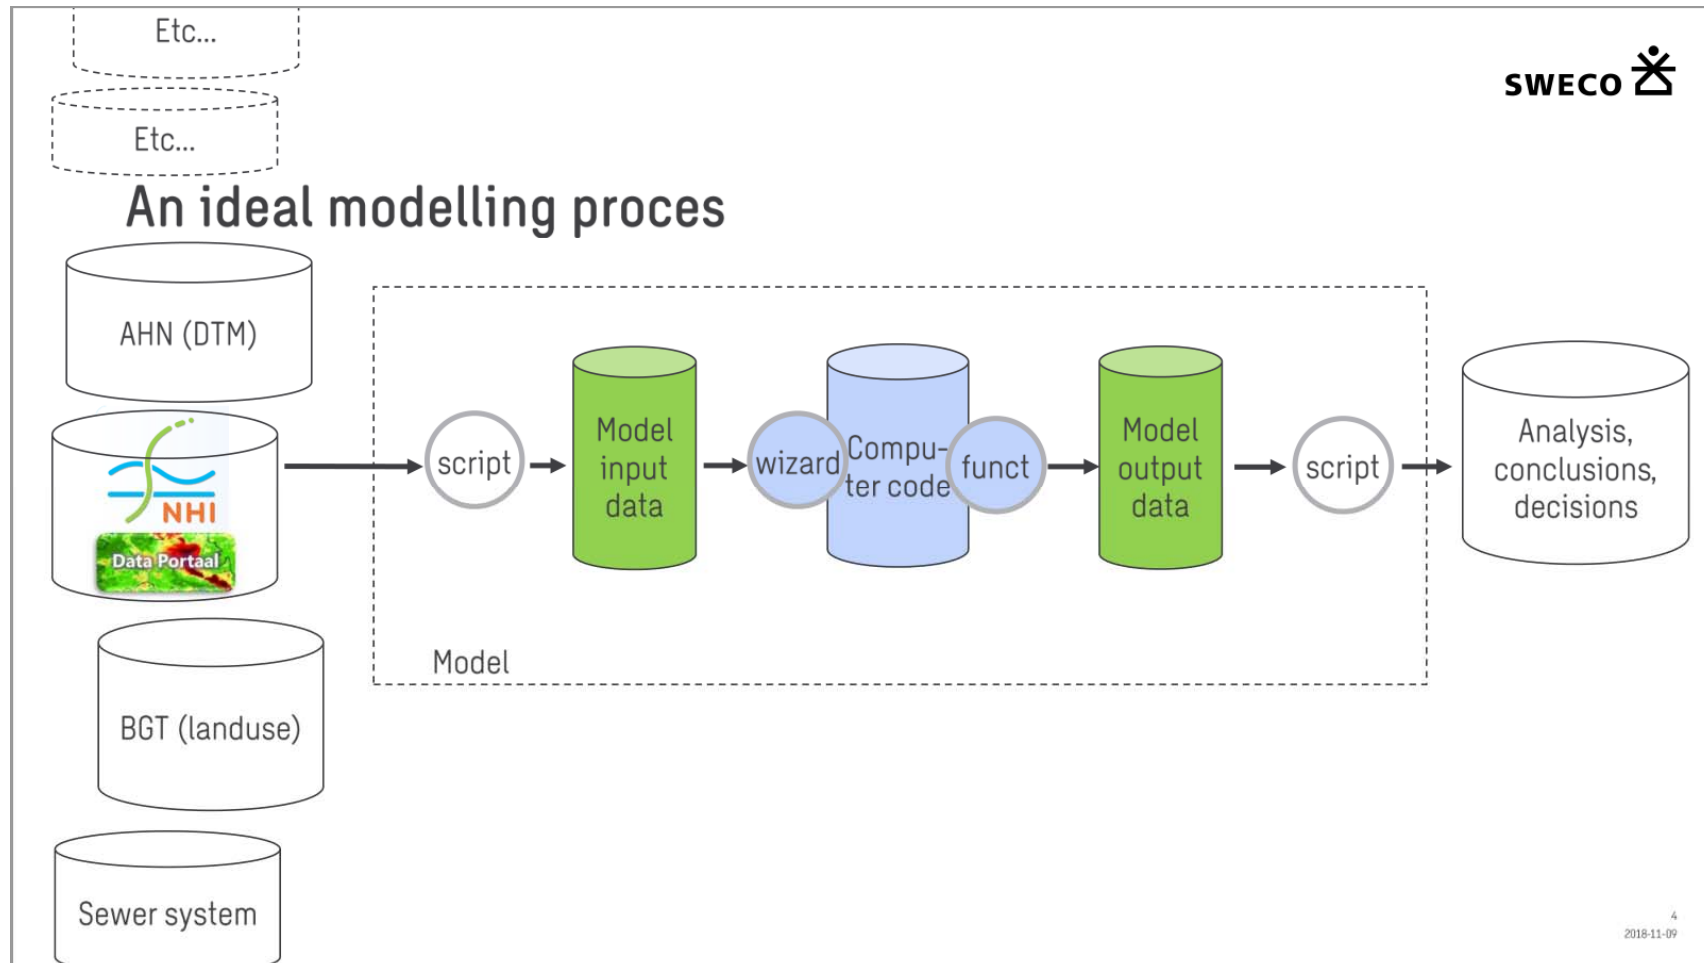 Etc...
SWECO
Etc...
An ideal modelling proces
AHN (DTM)
NHI
Data Portaal
BGT (landuse)
Sewer system
script
Model
input
data
wizard
Compu-
ter code
funct
Model
output
data
script
Model
Analysis,
conclusions,
decisions
4
2018-11-09